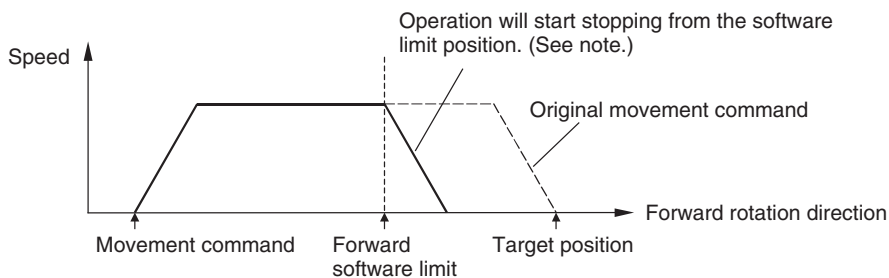 Operation will start stopping from the software
limit position. (See note.)
Speed
Original movement command
Forward rotation direction
Movement command
Forward
software limit
Target position